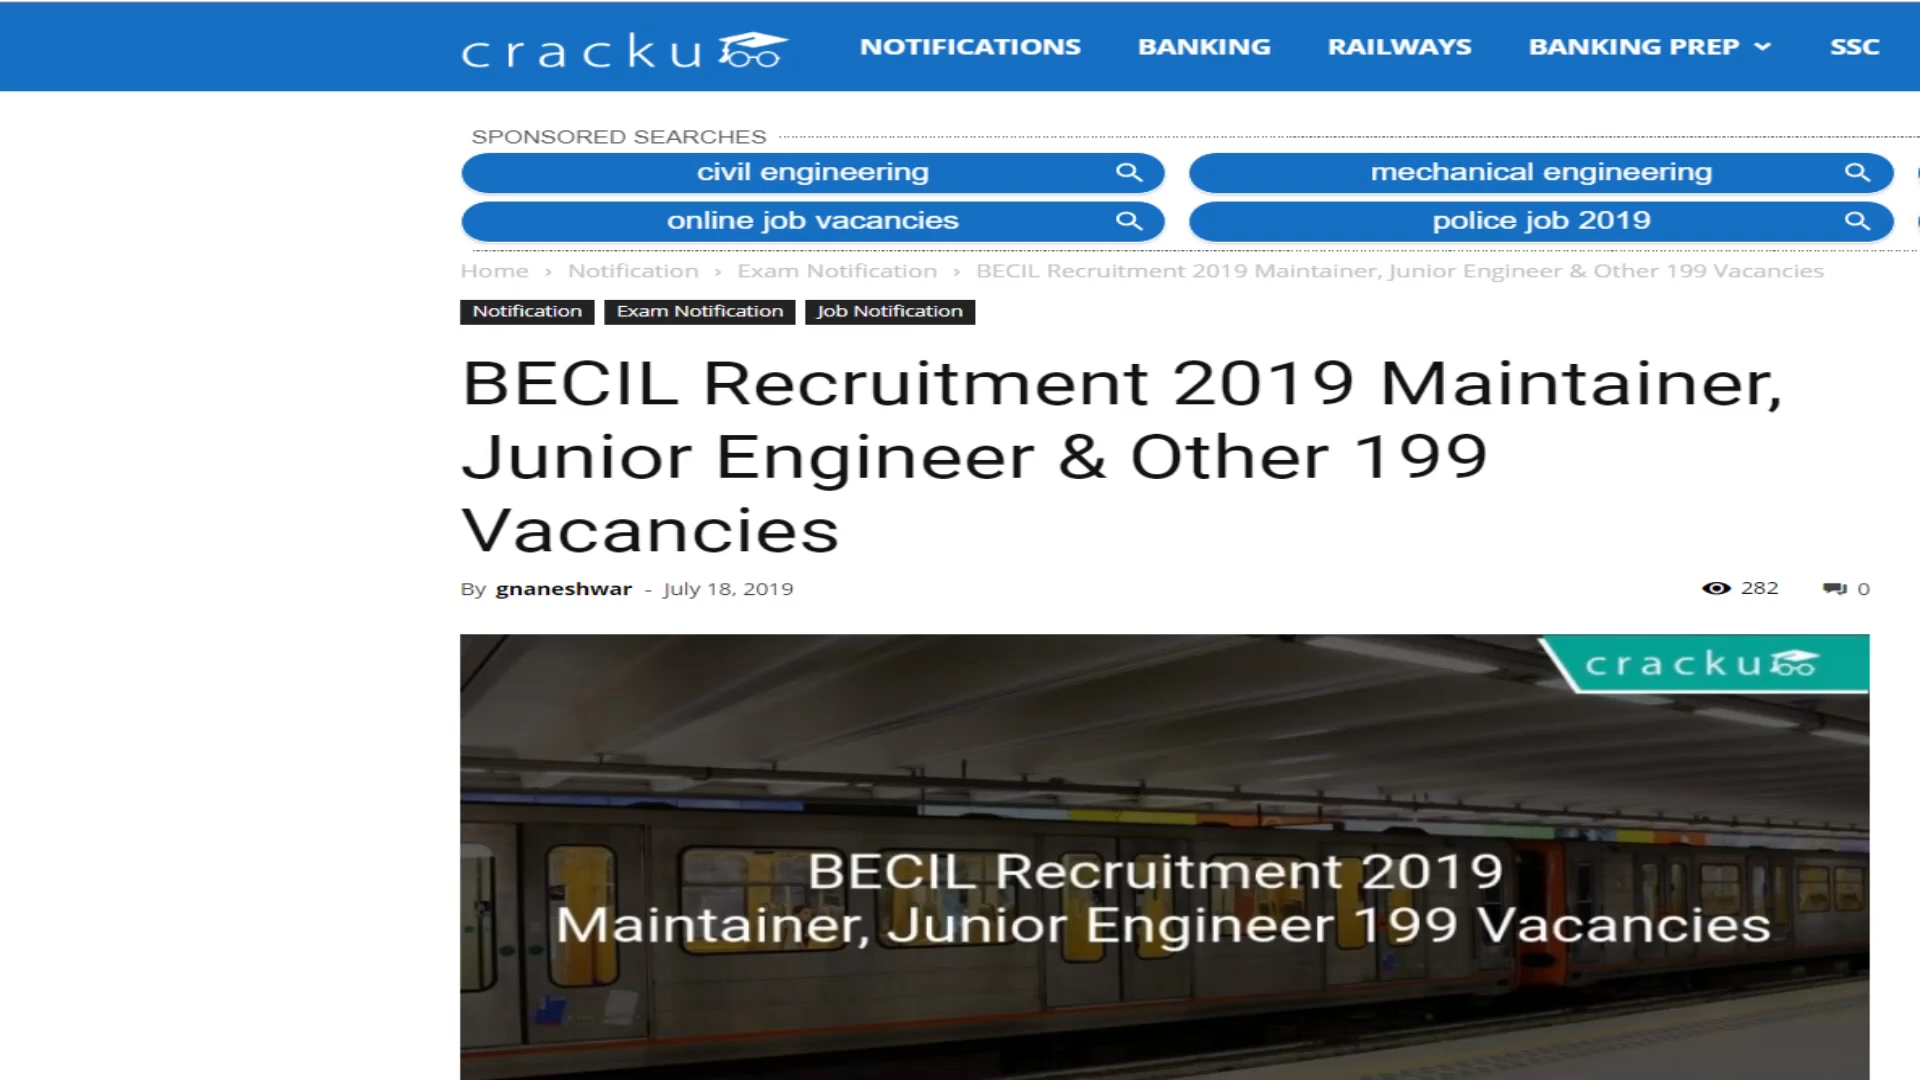 cracku NOTIFICATIONS BANKING RAILWAYS BANKING PREP SSC
SPONSORED SEARCHES
civil engineering mechanical engineering
online job vacancies police job 2019
Home › Notification › Exam Notification › BECIL Recruitment 2019 Maintainer, Junior Engineer & Other 199 Vacancies
Notification Exam Notification Job Notification
BECIL Recruitment 2019 Maintainer,
Junior Engineer & Other 199
Vacancies
By gnaneshwar - July 18, 2019 282 0
cracku
BECIL Recruitment 2019
Maintainer, Junior Engineer 199 Vacancies